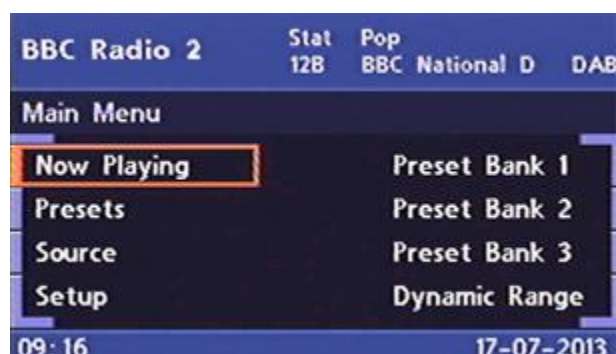 BBC Radio 2 Stat Pop
12B BBC National D DAB
Main Menu
Now Playing Preset Bank 1
Presets Preset Bank 2
Source Preset Bank 3
Setup Dynamic Range
09:16 17-07-2013